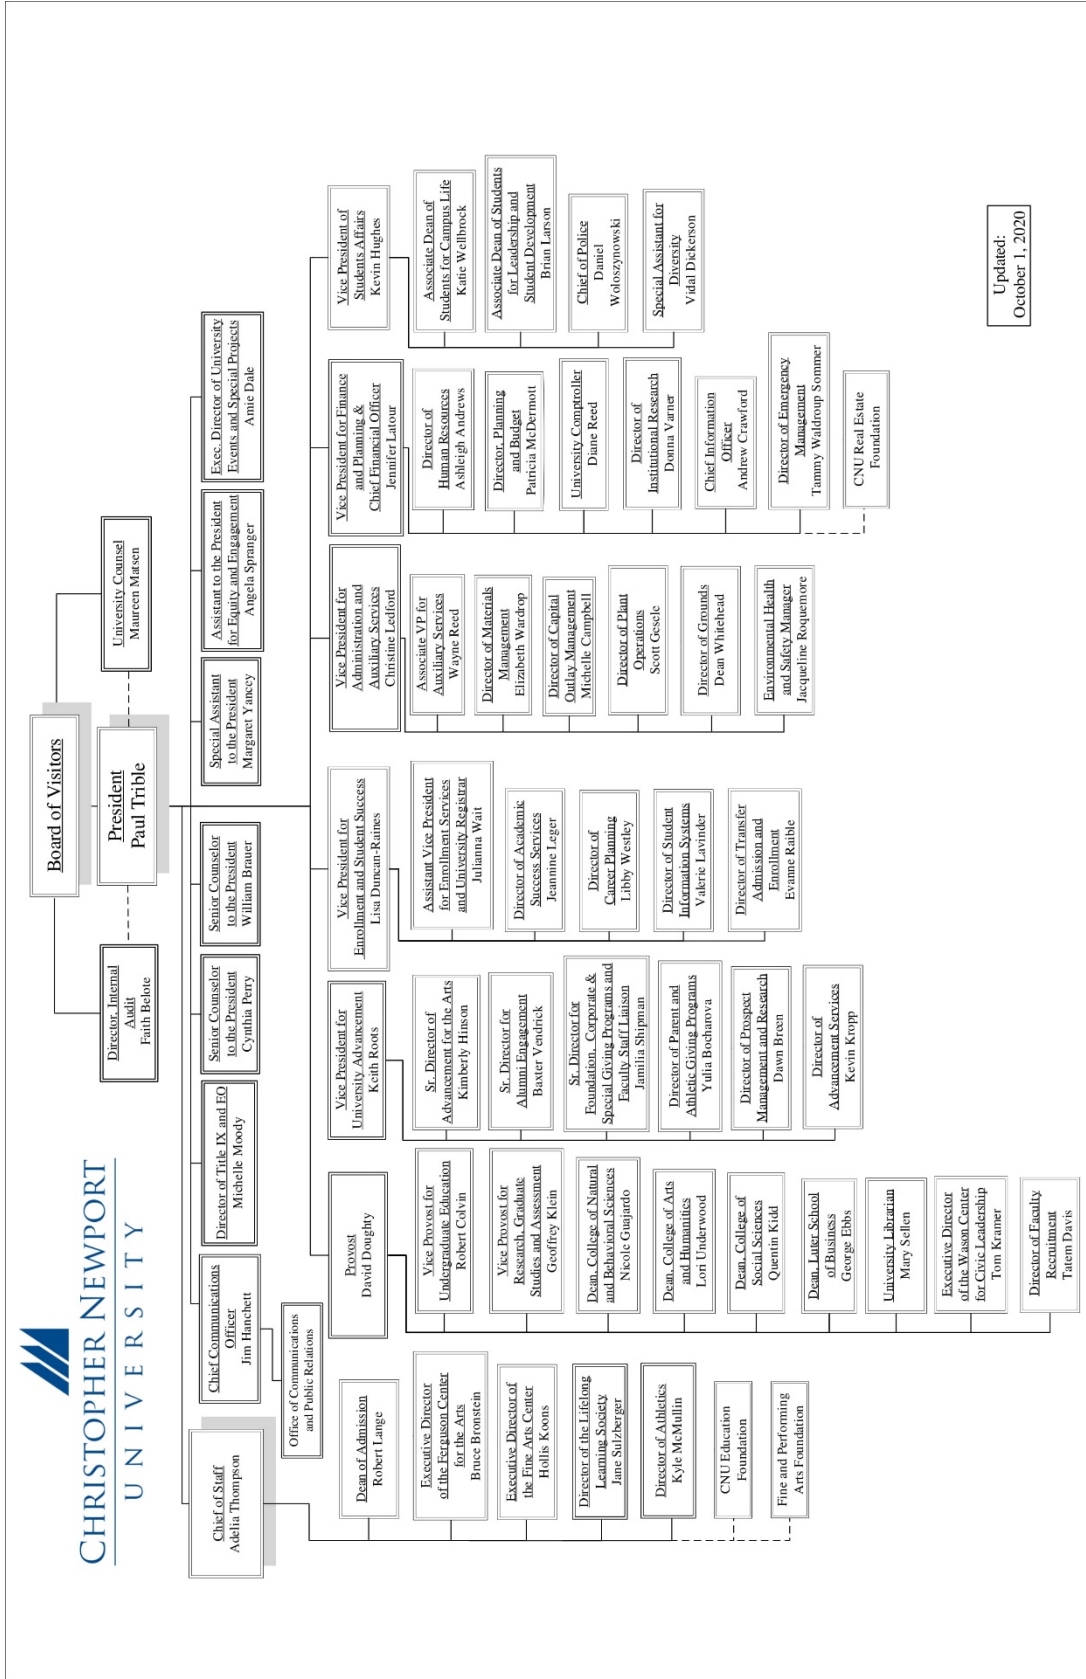 CHRISTOPHER NEWPORT
UNIVERSITY
Board of Visitors
President
Paul Trible
Director, Internal
Audit
Faith Belote
University Counsel
Maureen Matsen
Chief of Staff
Adelia Thompson
Chief Communications
Officer
Jim Hanchett
Office of Communications
and Public Relations
Director of Title IX and EO
Michelle Moody
Senior Counselor
to the President
Cynthia Perry
Senior Counselor
to the President
William Brauer
Special Assistant
to the President
Margaret Yancey
Assistant to the President
for Equity and Engagement
Angela Spranger
Exec. Director of University
Events and Special Projects
Amie Dale
Dean of Admission
Robert Lange
Executive Director
of the Ferguson Center
for the Arts
Bruce Bronstein
Executive Director of
the Fine Arts Center
Hollis Koons
Director of the Lifelong
Learning Society
Jane Sulzberger
Director of Athletics
Kyle McMullin
CNU Education
Foundation
Fine and Performing
Arts Foundation
Provost
David Doughty
Vice Provost for
Undergraduate Education
Robert Colvin
Vice Provost for
Research, Graduate
Studies and Assessment
Geoffrey Klein
Dean, College of Natural
and Behavioral Sciences
Nicole Guajardo
Dean, College of Arts
and Humanities
Lori Underwood
Dean, College of
Social Sciences
Quentin Kidd
Dean, Luter School
of Business
George Ebbs
University Librarian
Mary Sellen
Executive Director
of the Wason Center
for Civic Leadership
Tom Kramer
Director of Faculty
Recruitment
Tatem Davis
Vice President for
University Advancement
Keith Roots
Sr. Director of
Advancement for the Arts
Kimberly Hinson
Sr. Director for
Alumni Engagement
Baxter Vendrick
Sr. Director for
Foundation, Corporate &
Special Giving Programs and
Faculty Staff Liaison
Jamilia Shipman
Director of Parent and
Athletic Giving Programs
Yulia Bocharova
Director of Prospect
Management and Research
Dawn Breen
Director of
Advancement Services
Kevin Kropp
Vice President for
Enrollment and Student Success
Lisa Duncan-Raines
Assistant Vice President
for Enrollment Services
and University Registrar
Julianna Wait
Director of Academic
Success Services
Jeannine Leger
Director of
Career Planning
Libby Westley
Director of Student
Information Systems
Valerie Lavinder
Director of Transfer
Admission and
Enrollment
Evanne Raible
Vice President for
Administration and
Auxiliary Services
Christine Ledford
Associate VP for
Auxiliary Services
Wayne Reed
Director of Materials
Management
Elizabeth Wardrop
Director of Capital
Outlay Management
Michelle Campbell
Director of Plant
Operations
Scott Gesele
Director of Grounds
Dean Whitehead
Environmental Health
and Safety Manager
Jacqueline Roquemore
Vice President for Finance
and Planning &
Chief Financial Officer
Jennifer Latour
Director of
Human Resources
Ashleigh Andrews
Director, Planning
and Budget
Patricia McDermott
University Comptroller
Diane Reed
Director of
Institutional Research
Donna Varner
Chief Information
Officer
Andrew Crawford
Director of Emergency
Management
Tammy Waldroup Sommer
CNU Real Estate
Foundation
Vice President of
Students Affairs
Kevin Hughes
Associate Dean of
Students for Campus Life
Katie Wellbrock
Associate Dean of Students
for Leadership and
Student Development
Brian Larson
Chief of Police
Daniel
Woloszynowski
Special Assistant for
Diversity
Vidal Dickerson
Updated:
October 1, 2020